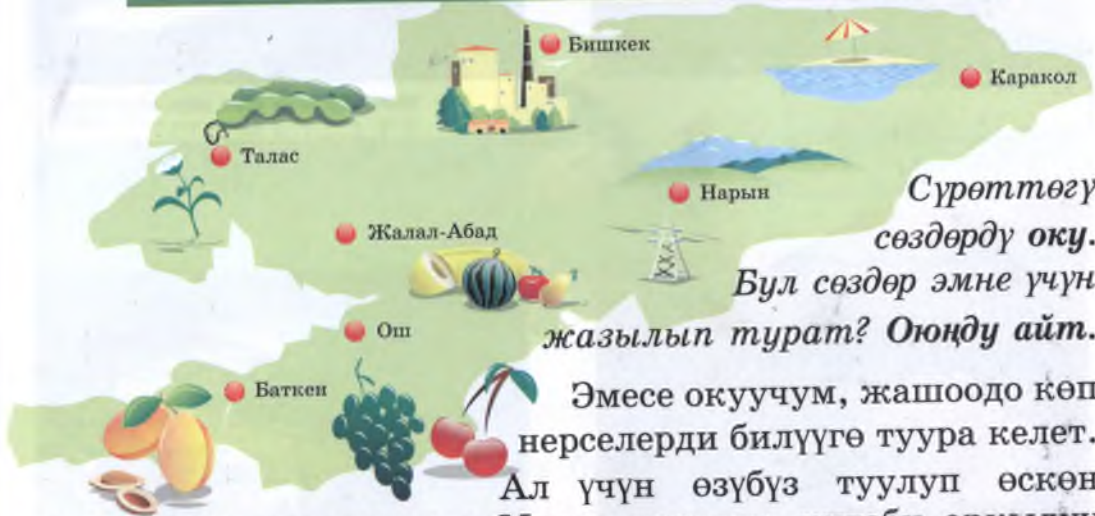 Бишкек
Каракол
Талас
Нарын
Жалал-Абад
Ош
Баткен
Сүрөттөгү
сөздөрдү оку.
Бул сөздөр эмне үчүн
жазылып турат? Оюңду айт.
Эмесе окуучум, жашоодо көп
нерселерди билүүгө туура келет.
Ал үчүн өзүбүз туулуп өскөн